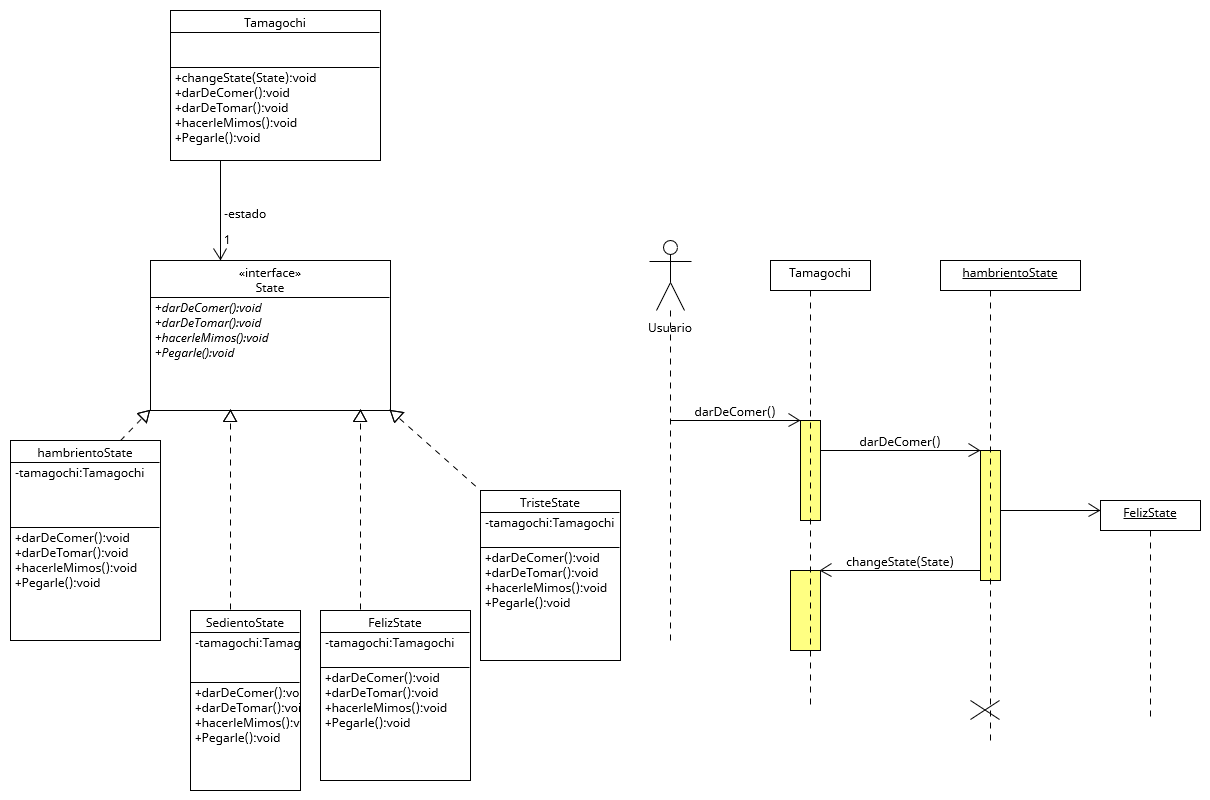 Tamagochi
+changeState(State):void
+darDeComer():void
+darDeTomar():void
+hacerleMimos():void
+Pegarle():void
-estado
1
«interface»
State
+darDeComer():void
+darDeTomar():void
+hacerleMimos():void
+Pegarle():void
hambrientoState
-tamagochi:Tamagochi
+darDeComer():void
+darDeTomar():void
+hacerleMimos():void
+Pegarle():void
SedientoState
-tamagochi:Tamag
+darDeComer():vo
+darDeTomar():voi
+hacerleMimos():v
+Pegarle():void
FelizState
-tamagochi:Tamagochi
+darDeComer():void
+darDeTomar():void
+hacerleMimos():void
+Pegarle():void
TristeState
-tamagochi:Tamagochi
+darDeComer():void
+darDeTomar():void
+hacerleMimos():void
+Pegarle():void
Usuario
Tamagochi
hambrientoState
darDeComer()
darDeComer()
FelizState
changeState(State)